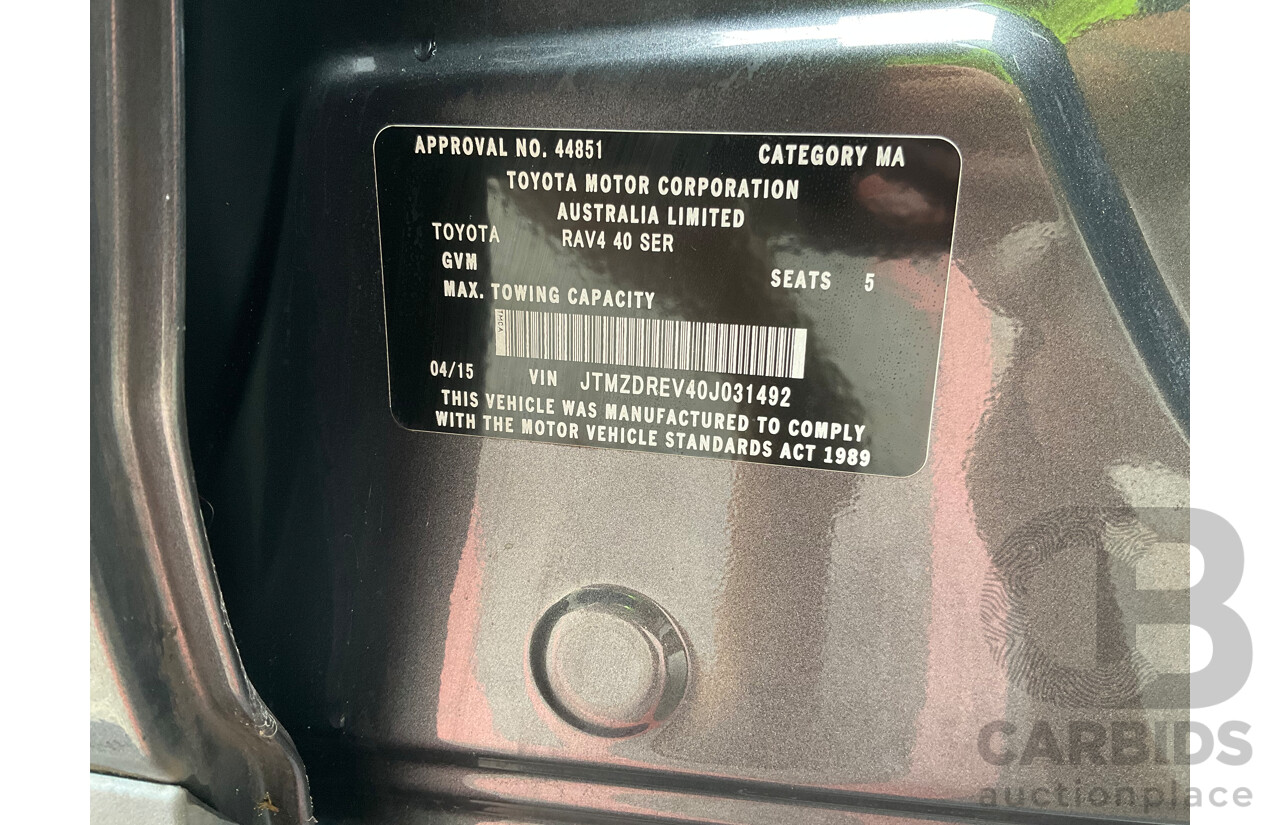 APPROVAL NO. 44851 CATEGORY MA
TOYOTA MOTOR CORPORATION
AUSTRALIA LIMITED
TOYOTA RAV4 40 SER
GVM
SEATS 5
MAX. TOWING CAPACITY
TMCA
04/15 VIN JTMZDREV40J031492
THIS VEHICLE WAS MANUFACTURED TO COMPLY
WITH THE MOTOR VEHICLE STANDARDS ACT 1989
CB
CARBIDS
auctionplace